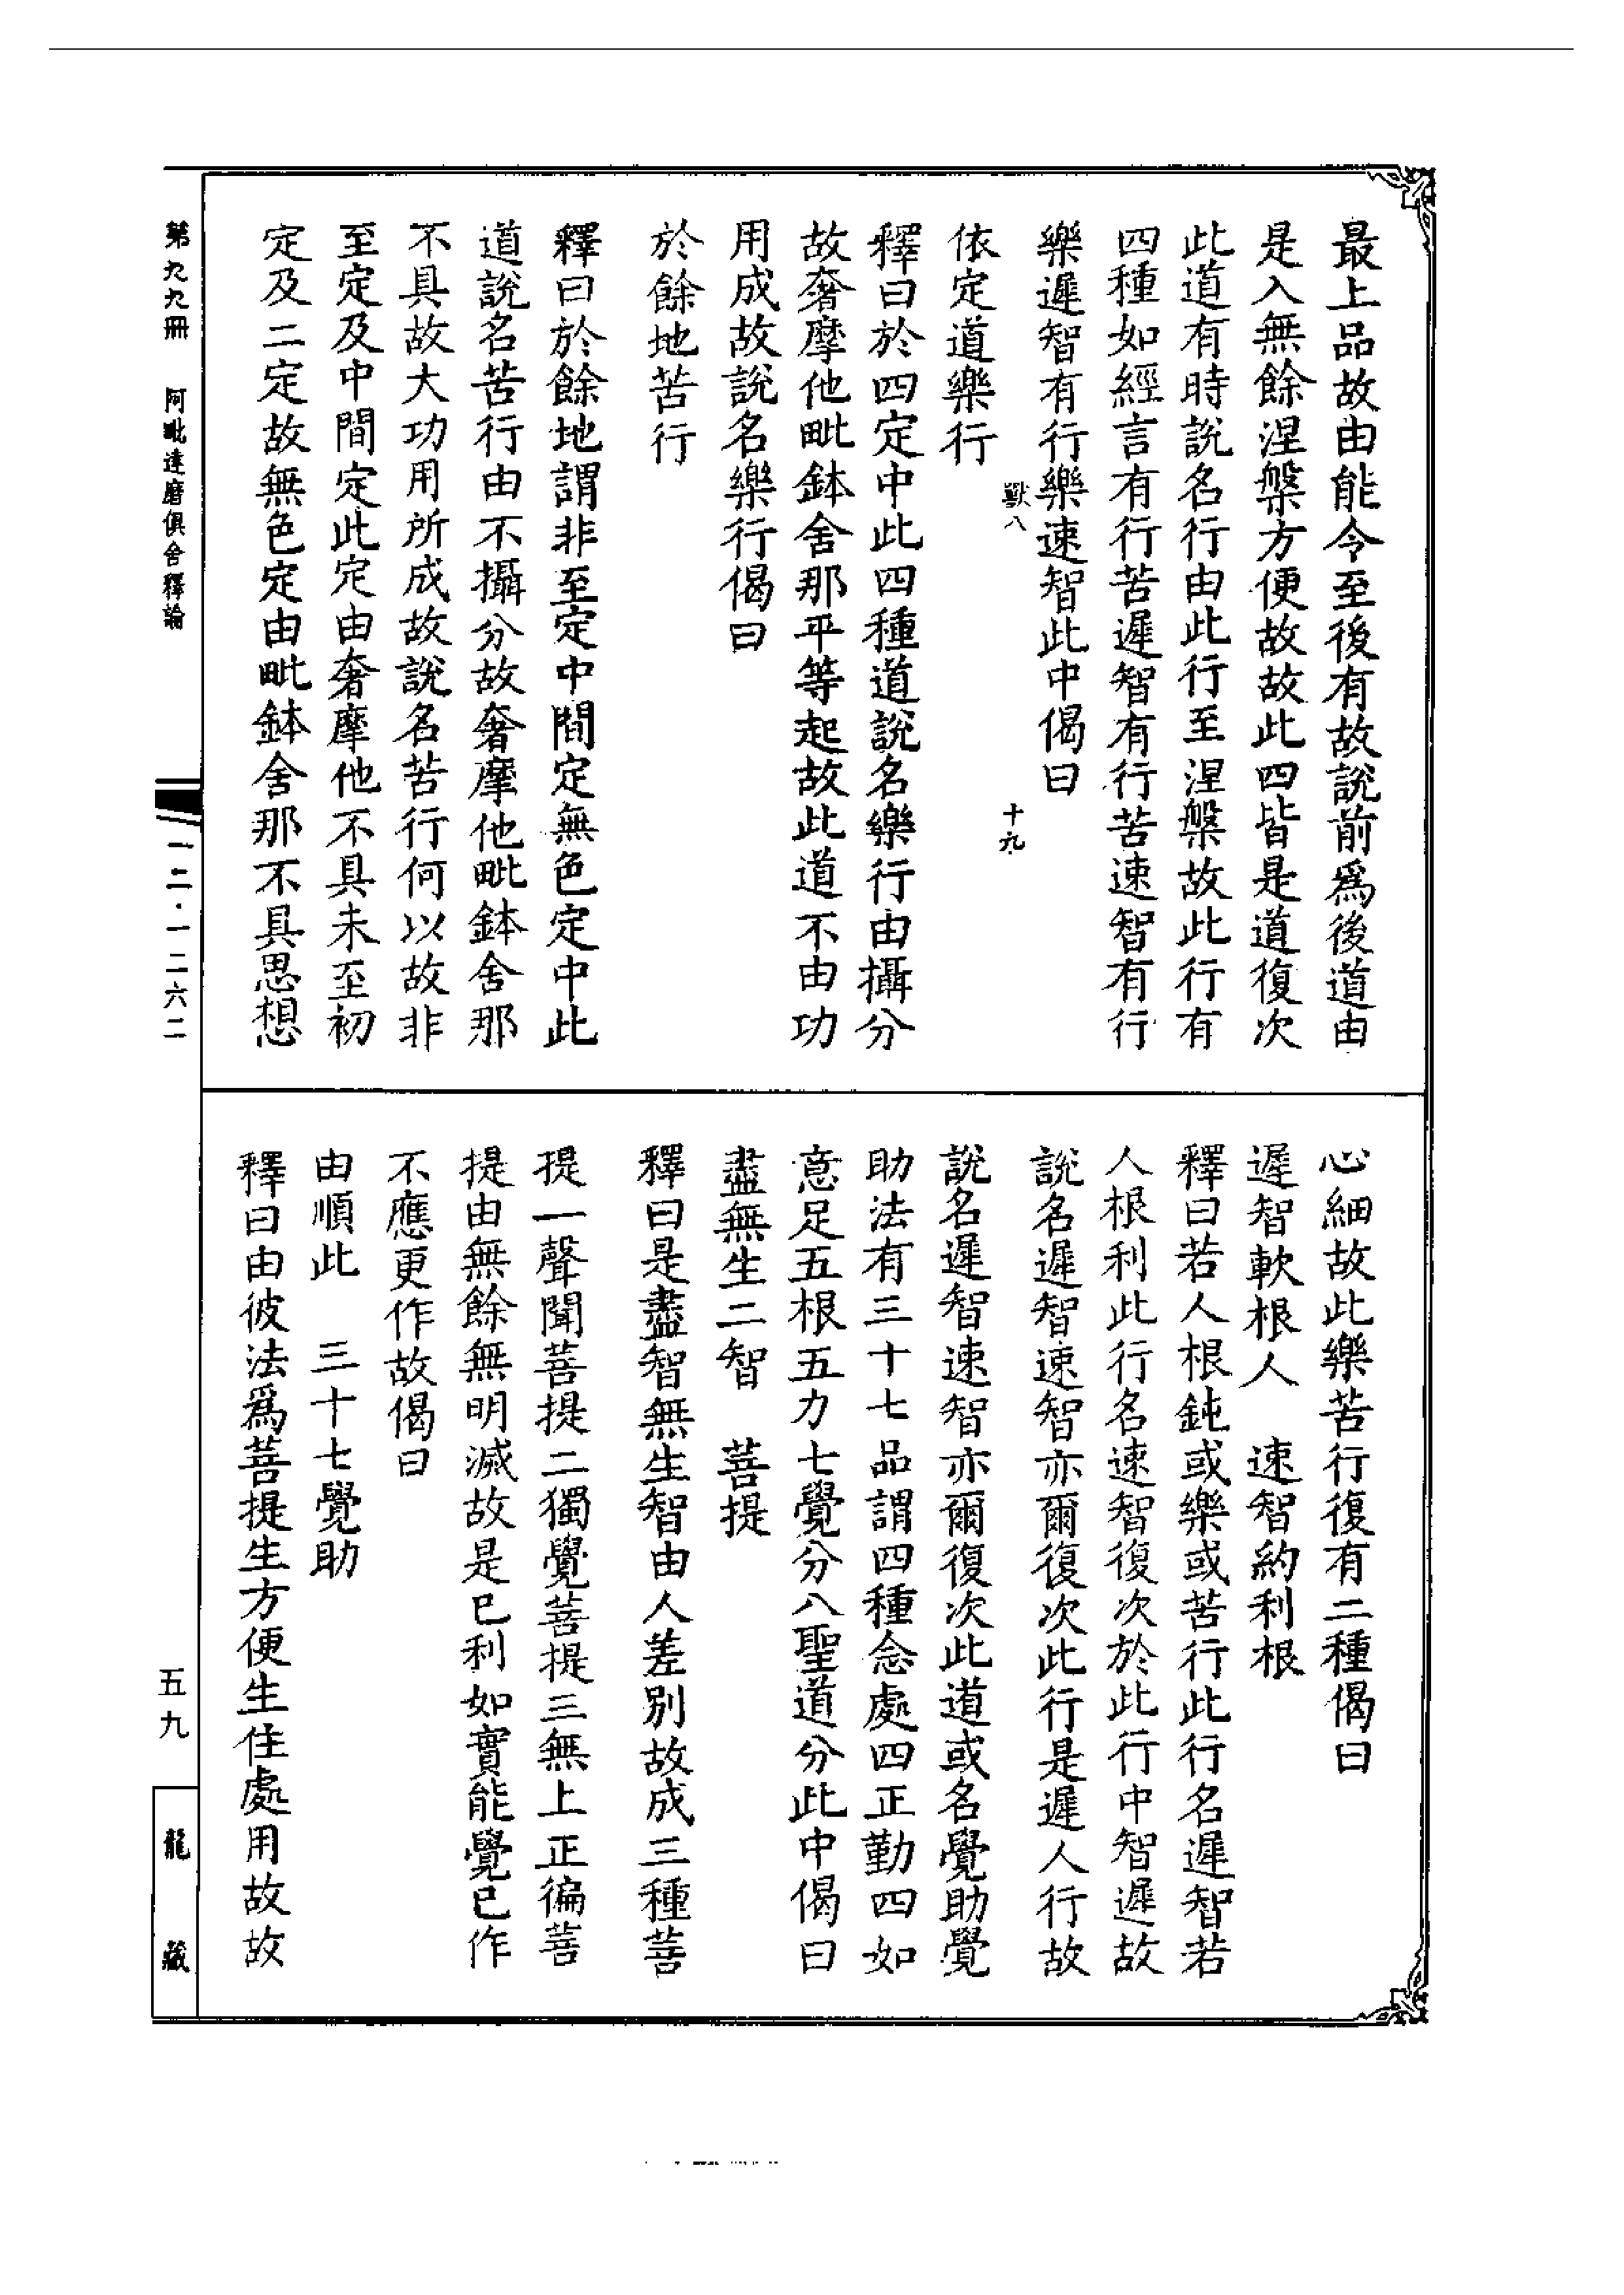 最上品故由能令至後有故說前爲後道由
是入無餘涅槃方便故故此四皆是道復次
此道有時說名行由此行至涅槃故此行有
四種如經言有行苦遲智有行苦速智有行
樂遲智有行樂速智此中偈曰
獸八 十九
依定道樂行
釋曰於四定中此四種道說名樂行由攝分
故奢摩他毗鉢舍那平等起故此道不由功
用成故說名樂行偈曰
於餘地苦行
釋曰於餘地謂非至定中間定無色定中此
道說名苦行由不攝分故奢摩他毗鉢舍那
不具故大功用所成故說名苦行何以故非
至定及中間定此定由奢摩他不具未至初
定及二定故無色定由毗鉢舍那不具思想
心細故此樂苦行復有二種偈曰
遲智軟根人 速智約利根
釋曰若人根鈍或樂或苦行此行名遲智若
人根利此行名速智復次於此行中智遲故
說名遲智速智亦爾復次此行是遲人行故
說名遲智速智亦爾復次此道或名覺助覺
助法有三十七品謂四種念處四正勤四如
意足五根五力七覺分八聖道分此中偈曰
盡無生二智 菩提
釋曰是盡智無生智由人差別故成三種菩
提一聲聞菩提二獨覺菩提三無上正徧菩
提由無餘無明滅故是已利如實能覺已作
不應更作故偈曰
由順此 三十七覺助
釋曰由彼法爲菩提生方便生住處用故故
第九九冊 阿毗達磨俱舍釋論
一二·一二六二
五九
龍藏